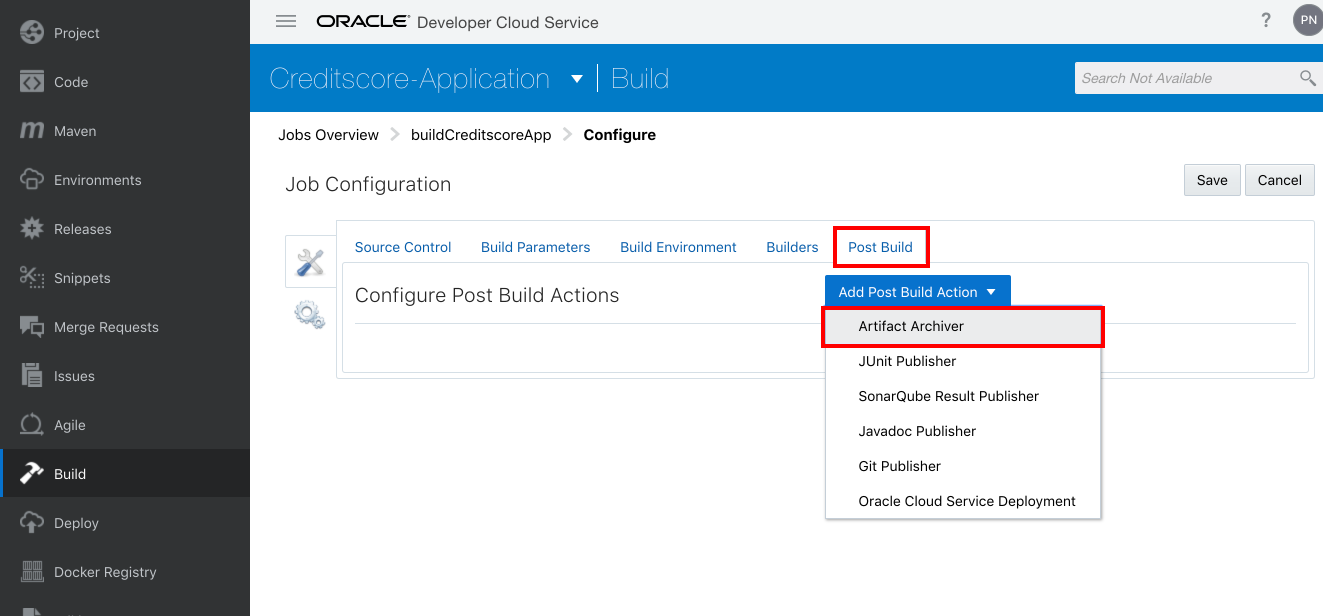 Project
Code
Maven
Environments
Releases
Snippets
Merge Requests
Issues
Agile
Build
Deploy
Docker Registry
ORACLE® Developer Cloud Service
? PN
Creditscore-Application Build
Search Not Available
Jobs Overview buildCreditscoreApp Configure
Job Configuration
Save Cancel
Source Control Build Parameters Build Environment Builders Post Build
Configure Post Build Actions
Add Post Build Action
Artifact Archiver
JUnit Publisher
SonarQube Result Publisher
Javadoc Publisher
Git Publisher
Oracle Cloud Service Deployment